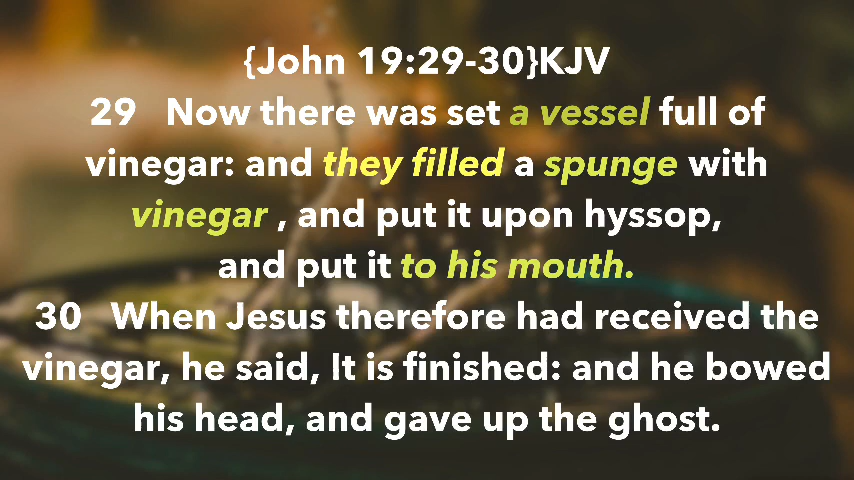 {John 19:29-30}KJV
29 Now there was set a vessel full of
vinegar: and they filled a spunge with
vinegar , and put it upon hyssop,
and put it to his mouth.
30 When Jesus therefore had received the
vinegar, he said, It is finished: and he bowed
his head, and gave up the ghost.